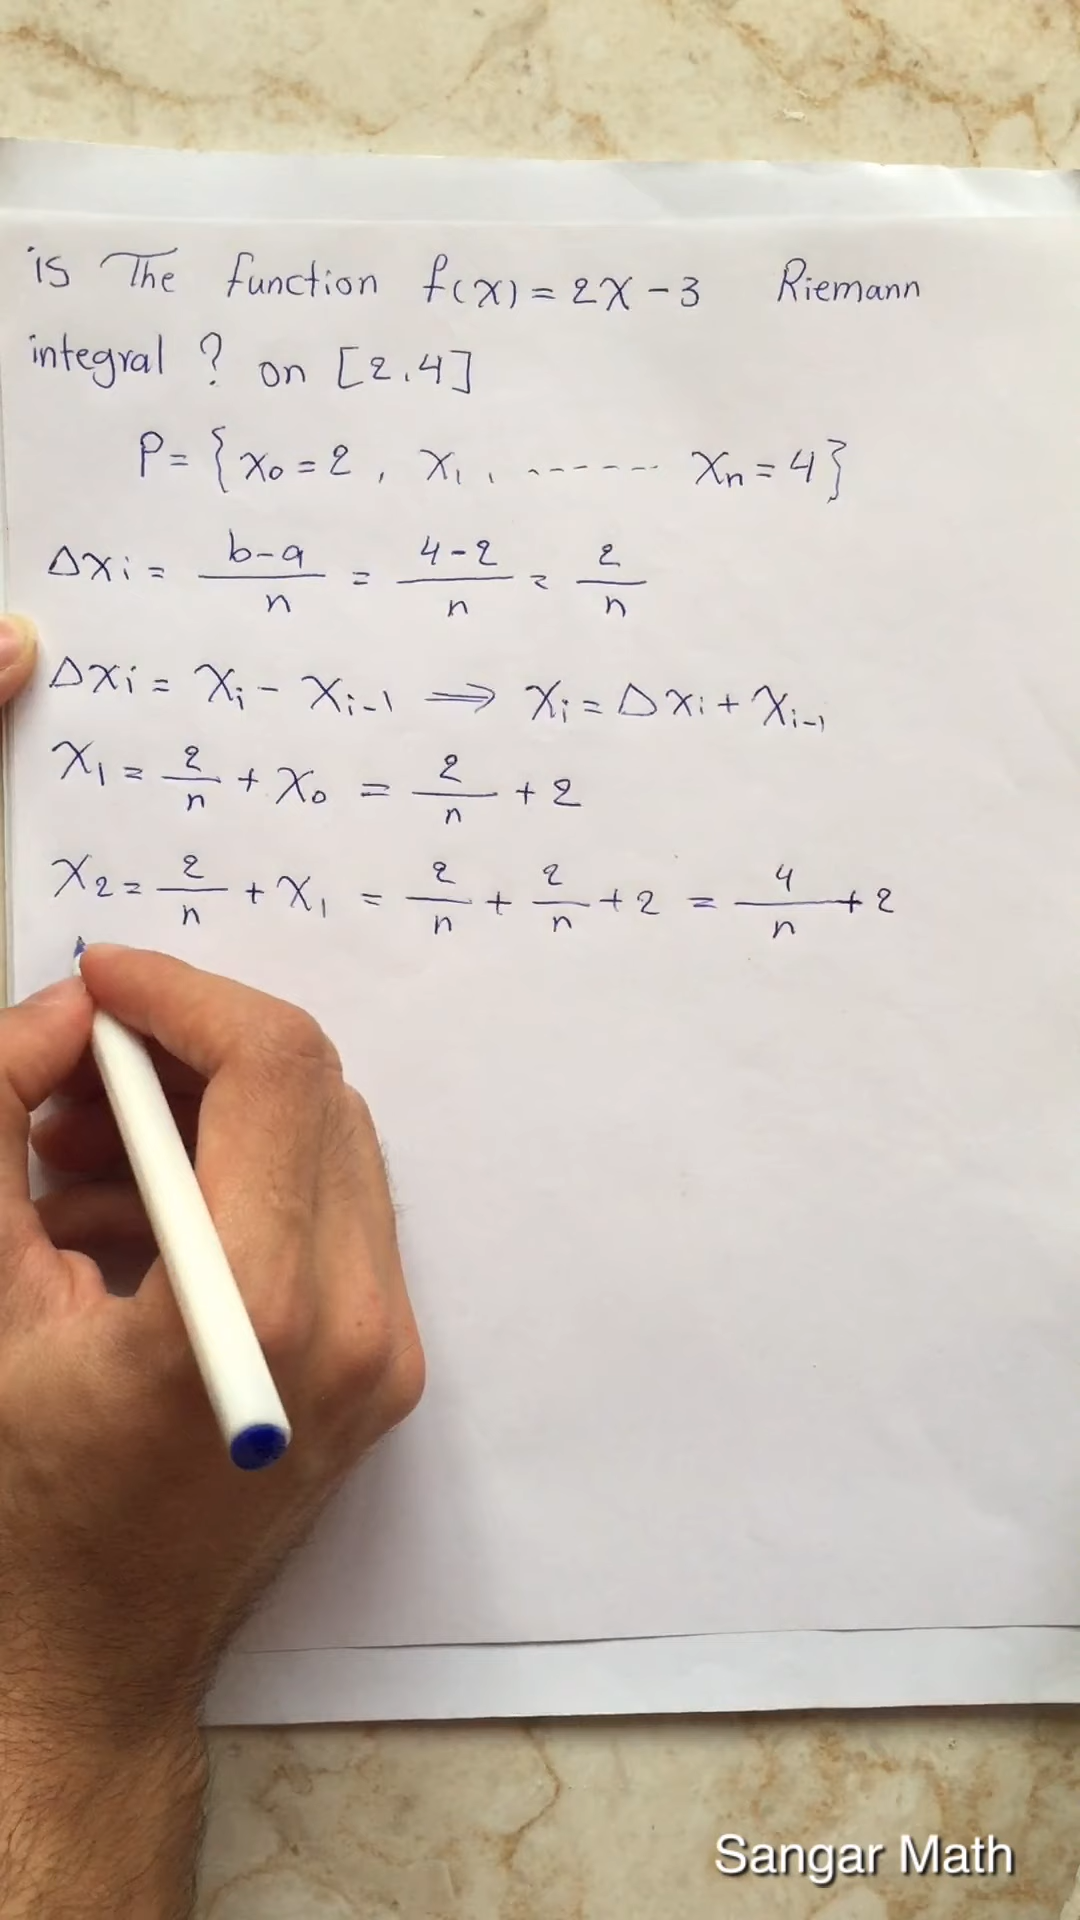 is The function f(x) = 2x - 3 Riemann
integral ? on [2,4]
P = { x₀ = 2 , x₁ , ------ xₙ = 4 }
Δxi = b-a/n = 4-2/n = 2/n
Δxi = xi - xi-1 ⟹ xi = Δxi + xi-1
x₁ = 2/n + x₀ = 2/n + 2
x₂ = 2/n + x₁ = 2/n + 2/n + 2 = 4/n + 2
Sangar Math